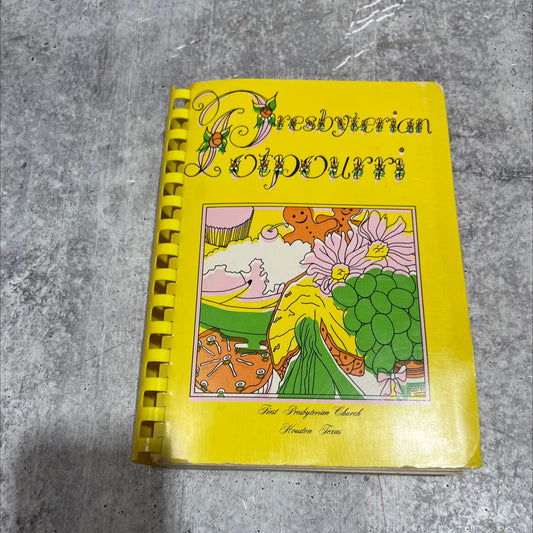 Presbyterian
Potpourri
First Presbyterian Church
Houston Texas